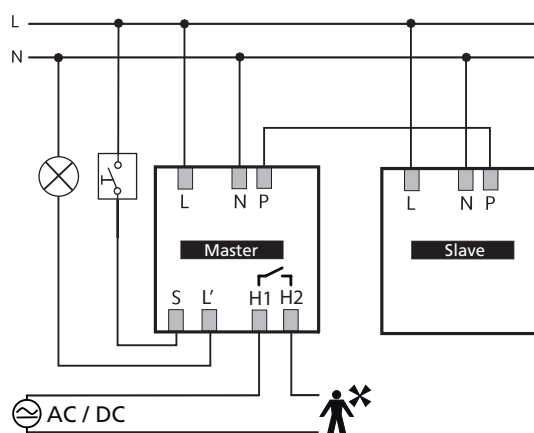 L
N
L N P
L N P
Master
Slave
S L’ H1 H2
AC / DC